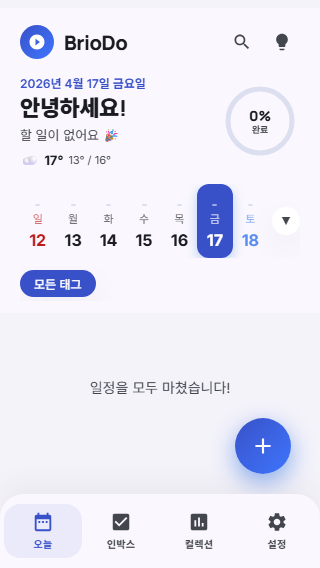 BrioDo
2026년 4월 17일 금요일
안녕하세요!
할 일이 없어요 🎉
17° 13° / 16°
0%
완료
일 월 화 수 목 금 토
12 13 14 15 16 17 18
모든 태그
일정을 모두 마쳤습니다!
오늘 인박스 컬렉션 설정